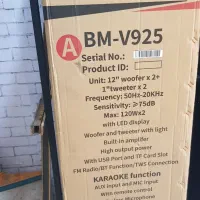 A BM-V925
Serial No.:
Product ID:
Unit: 12" woofer x 2+
1"tweeter x 2
Frequency: 50Hz-20KHz
Sensitivity: ≥75dB
Max: 120Wx2
with LED display
Woofer and tweeter with light
Built in amplifier
High output power
With USB Port and TF Card Slot
FM Radio/BT Function/TWS Connection
KARAOKE function
AUX input and MIC input
With remote control